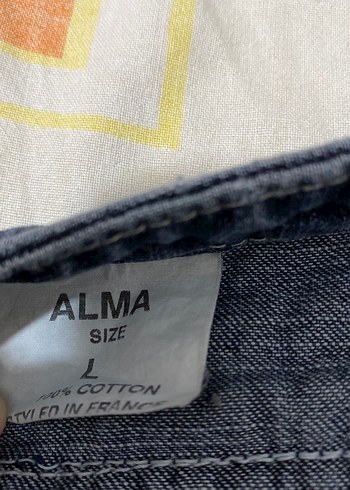 ALMA
SIZE
L
100% COTTON
STYLED IN FRANCE